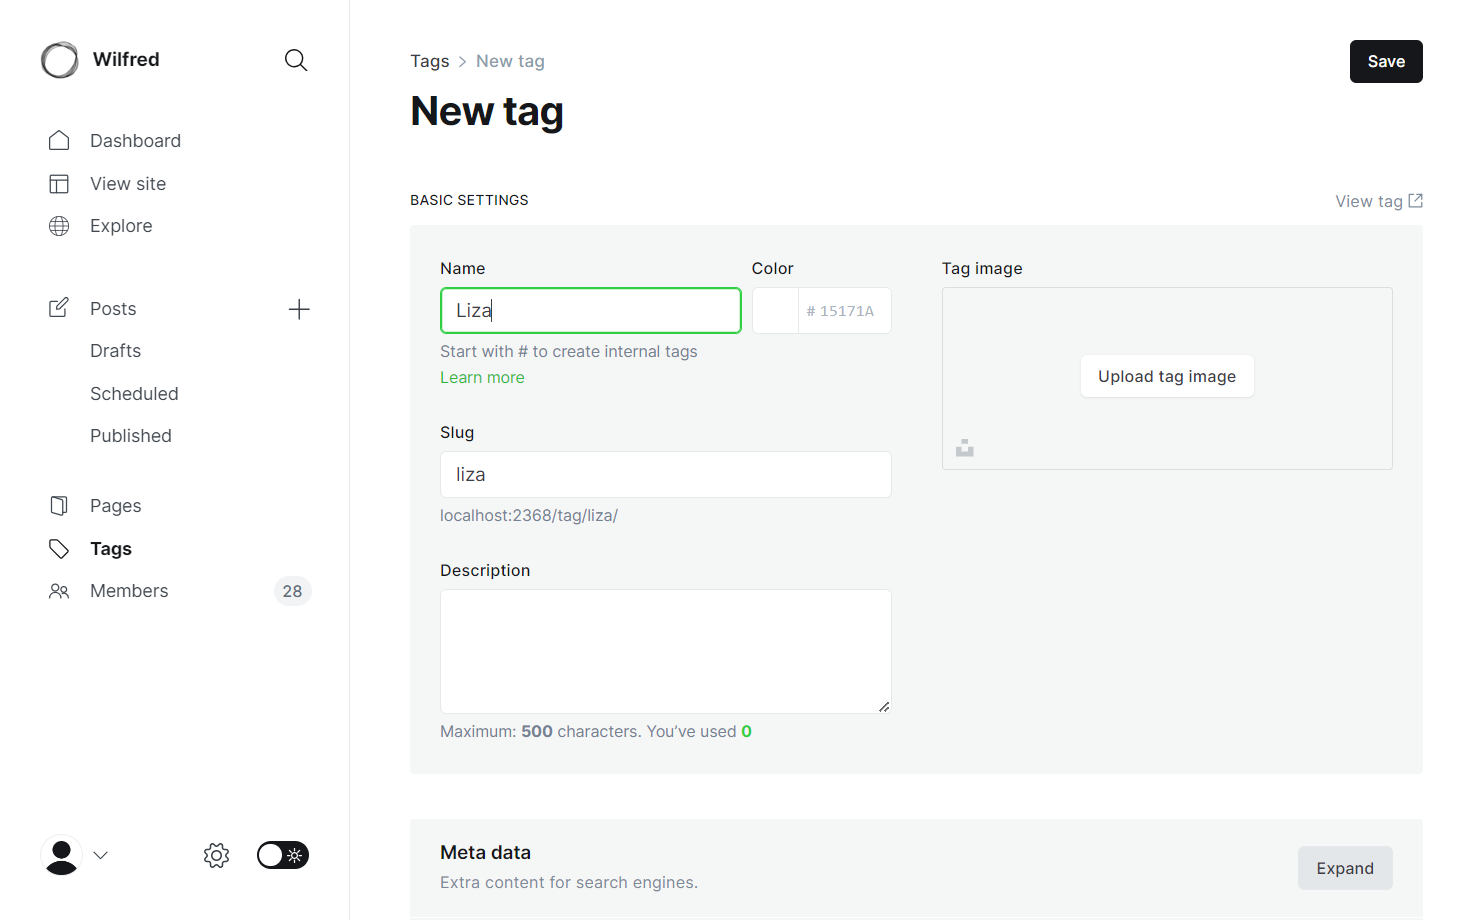 Wilfred
Dashboard
View site
Explore
Posts
Drafts
Scheduled
Published
Pages
Tags
Members 28
Tags > New tag
Save
New tag
BASIC SETTINGS
View tag
Name
Liza
Start with # to create internal tags
Learn more
Color
# 15171A
Slug
liza
localhost:2368/tag/liza/
Description
Maximum: 500 characters. You’ve used 0
Tag image
Upload tag image
Meta data
Extra content for search engines.
Expand